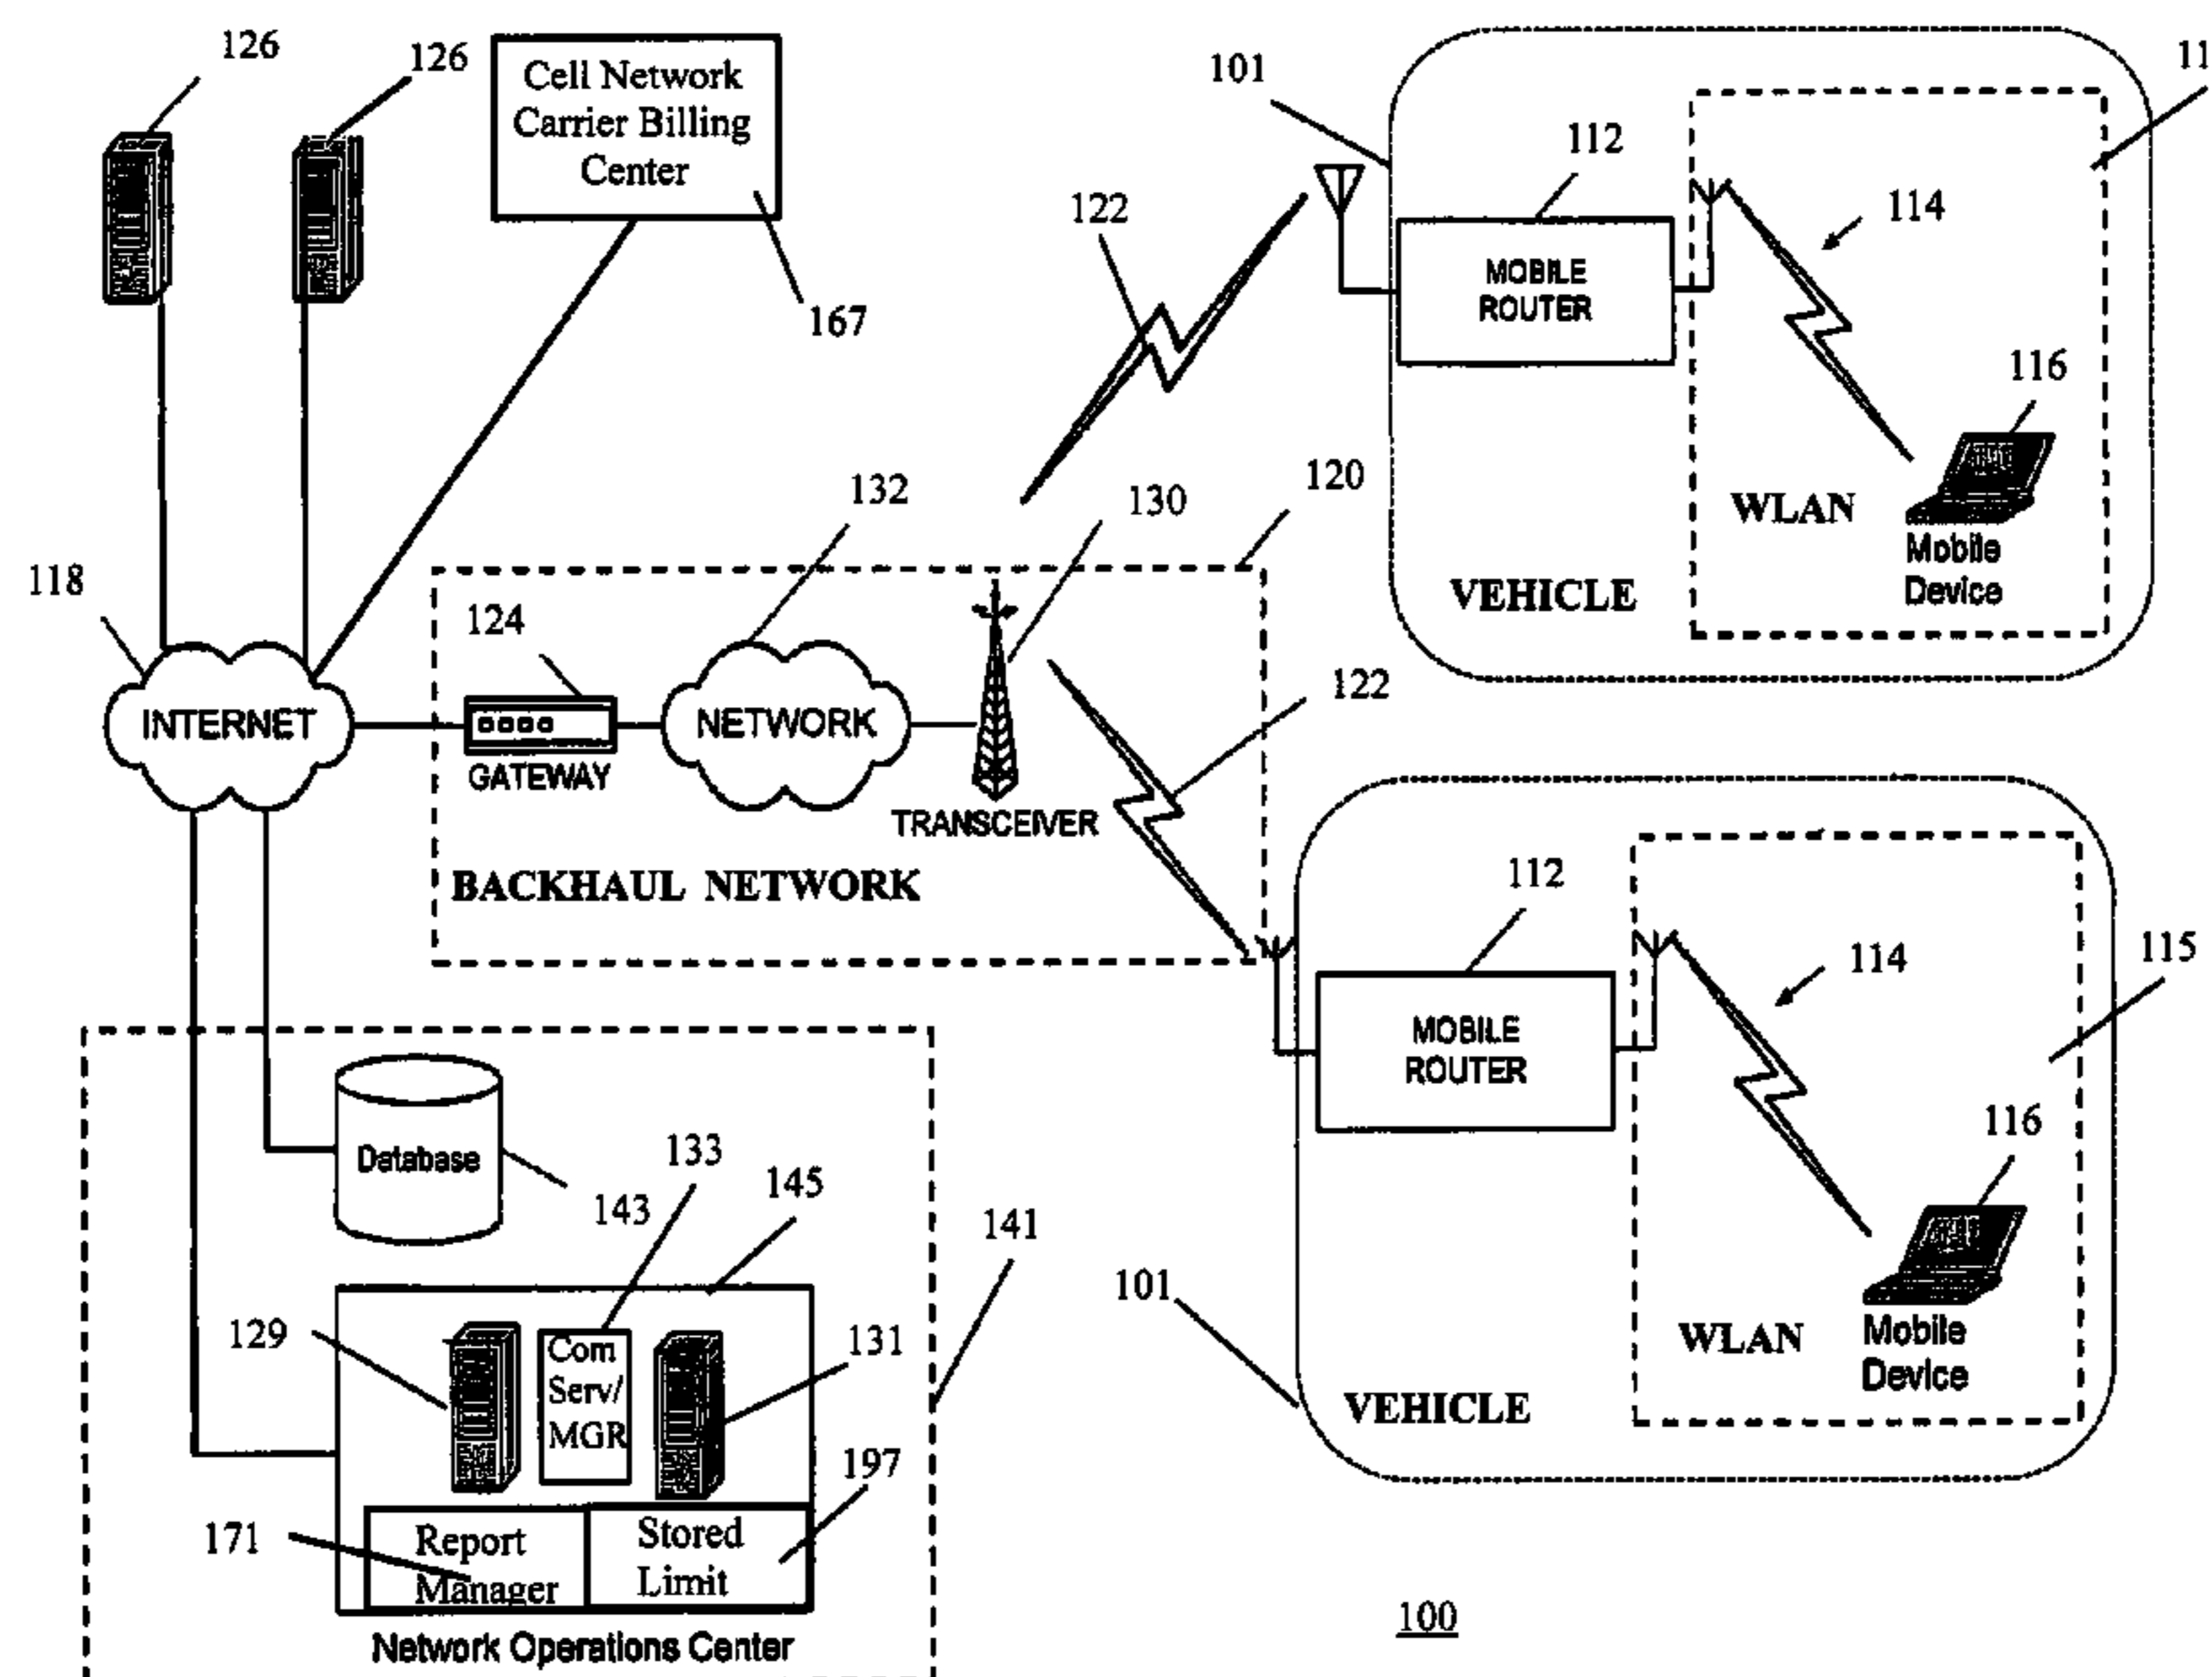 126
126
Cell Network
Carrier Billing
Center
167
101
11
112
122
114
MOBILE
ROUTER
116
WLAN
Mobile
Device
VEHICLE
132
130
120
118
124
INTERNET
GATEWAY
NETWORK
TRANSCEIVER
122
BACKHAUL NETWORK
112
115
114
MOBILE
ROUTER
116
WLAN
Mobile
Device
101
VEHICLE
Database
143
133
145
141
129
Com
Serv/
MGR
131
197
171
Report
Manager
Stored
Limit
Network Operations Center
100